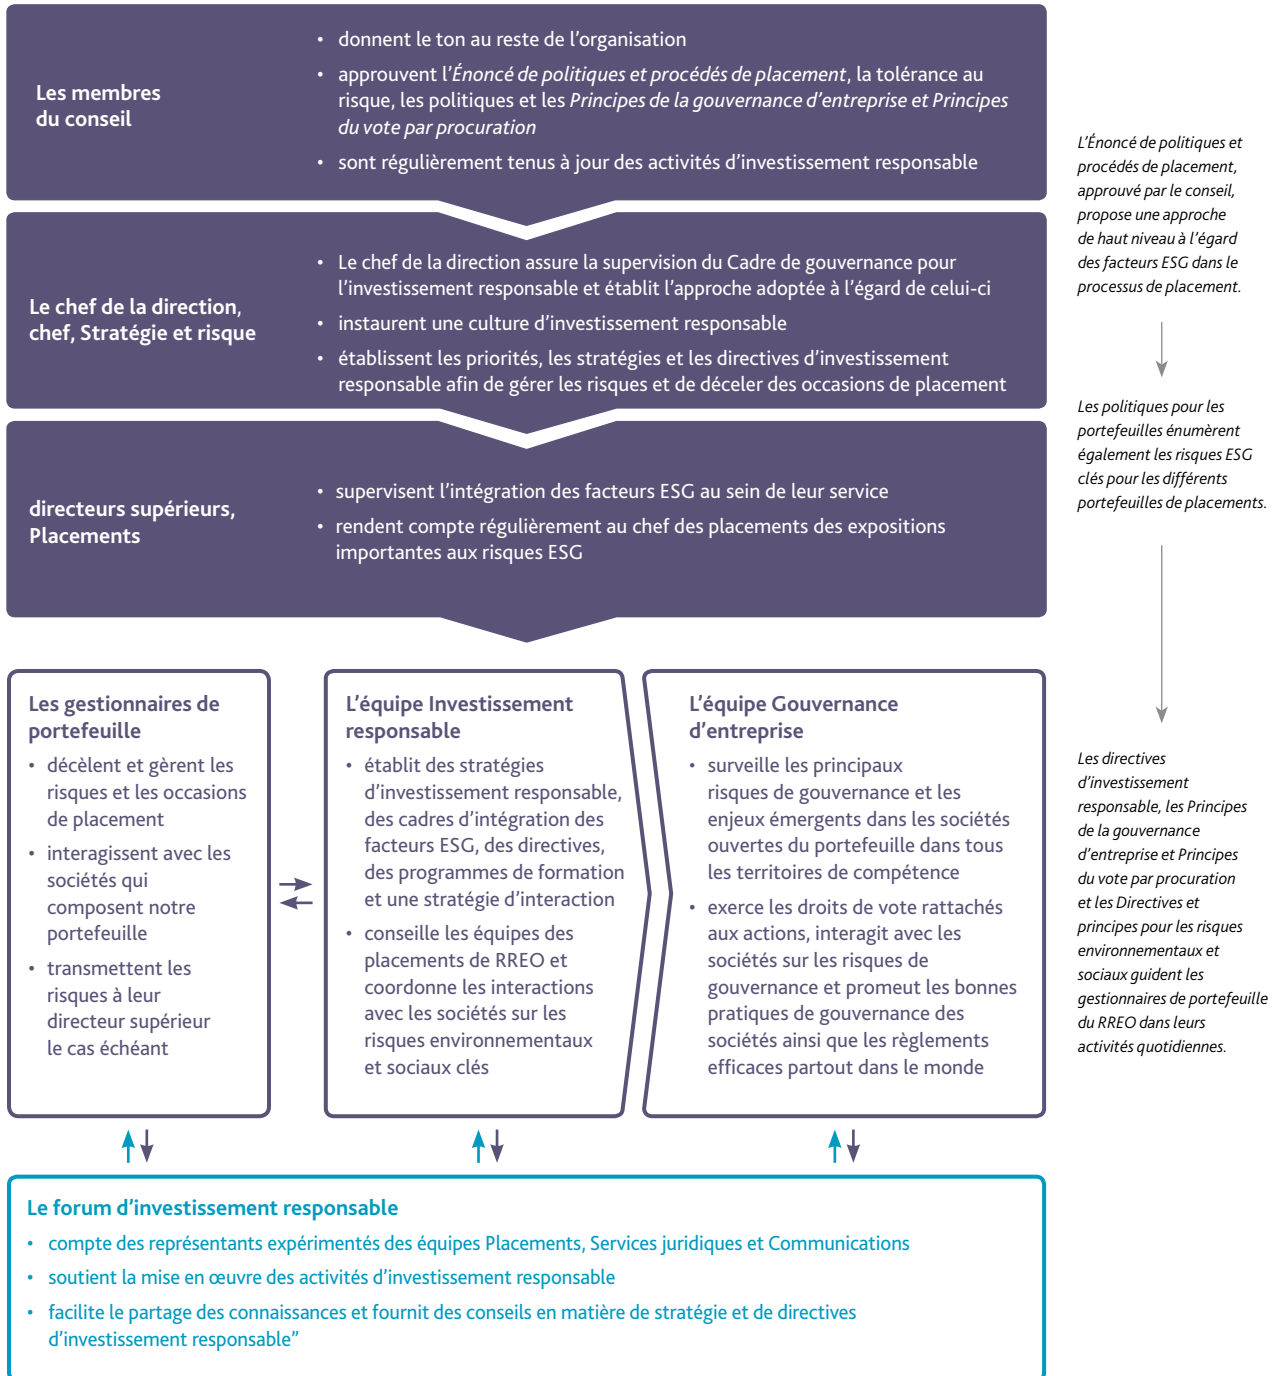 Les membres
du conseil
• donnent le ton au reste de l’organisation
• approuvent l’Énoncé de politiques et procédés de placement, la tolérance au
risque, les politiques et les Principes de la gouvernance d’entreprise et Principes
du vote par procuration
• sont régulièrement tenus à jour des activités d’investissement responsable
Le chef de la direction,
chef, Stratégie et risque
• Le chef de la direction assure la supervision du Cadre de gouvernance pour
l’investissement responsable et établit l’approche adoptée à l’égard de celui-ci
• instaurent une culture d’investissement responsable
• établissent les priorités, les stratégies et les directives d’investissement
responsable afin de gérer les risques et de déceler des occasions de placement
directeurs supérieurs,
Placements
• supervisent l’intégration des facteurs ESG au sein de leur service
• rendent compte régulièrement au chef des placements des expositions
importantes aux risques ESG
Les gestionnaires de
portefeuille
• décèlent et gèrent les
risques et les occasions
de placement
• interagissent avec les
sociétés qui
composent notre
portefeuille
• transmettent les
risques à leur
directeur supérieur
le cas échéant
L’équipe Investissement
responsable
• établit des stratégies
d’investissement responsable,
des cadres d’intégration des
facteurs ESG, des directives,
des programmes de formation
et une stratégie d’interaction
• conseille les équipes des
placements de RREO et
coordonne les interactions
avec les sociétés sur les
risques environnementaux
et sociaux clés
L’équipe Gouvernance
d’entreprise
• surveille les principaux
risques de gouvernance et les
enjeux émergents dans les sociétés
ouvertes du portefeuille dans tous
les territoires de compétence
• exerce les droits de vote rattachés
aux actions, interagit avec les
sociétés sur les risques de
gouvernance et promeut les bonnes
pratiques de gouvernance des
sociétés ainsi que les règlements
efficaces partout dans le monde
Le forum d’investissement responsable
• compte des représentants expérimentés des équipes Placements, Services juridiques et Communications
• soutient la mise en œuvre des activités d’investissement responsable
• facilite le partage des connaissances et fournit des conseils en matière de stratégie et de directives
d’investissement responsable”
L’Énoncé de politiques et
procédés de placement,
approuvé par le conseil,
propose une approche
de haut niveau à l’égard
des facteurs ESG dans le
processus de placement.
Les politiques pour les
portefeuilles énumèrent
également les risques ESG
clés pour les différents
portefeuilles de placements.
Les directives
d’investissement
responsable, les Principes
de la gouvernance
d’entreprise et Principes
du vote par procuration
et les Directives et
principes pour les risques
environnementaux et
sociaux guident les
gestionnaires de portefeuille
du RREO dans leurs
activités quotidiennes.